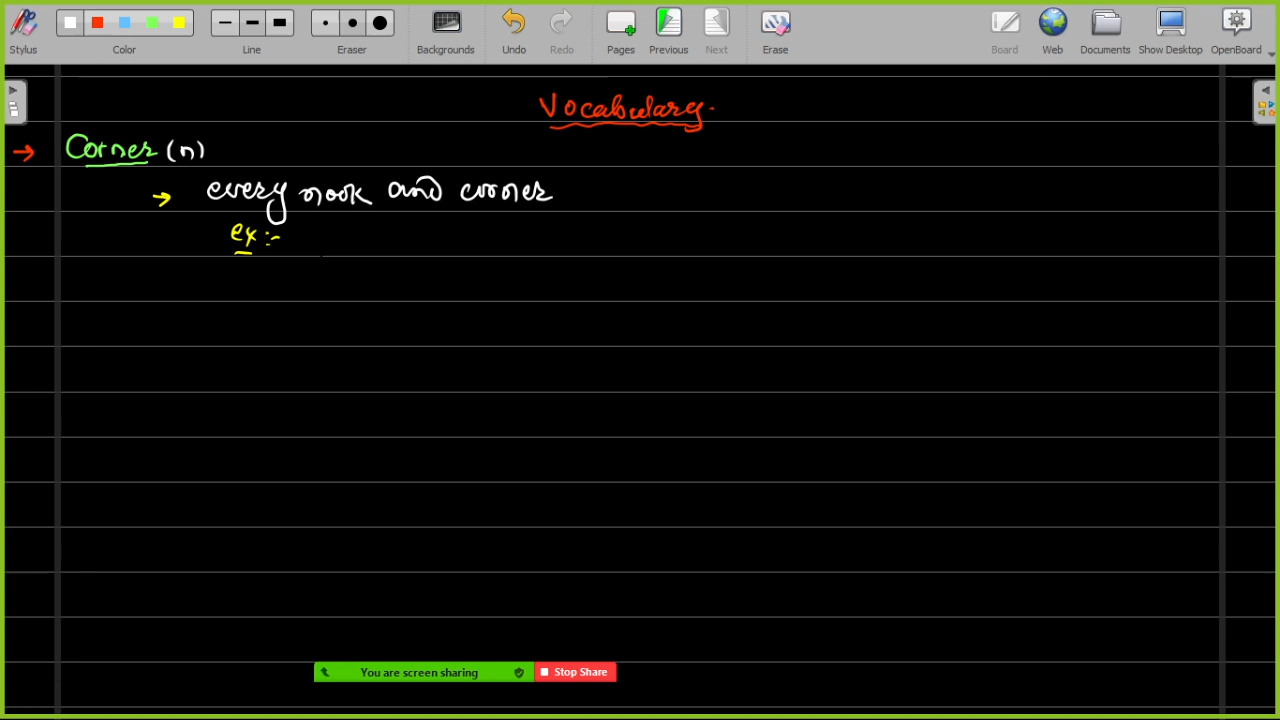 Stylus Color Line Eraser Backgrounds Undo Redo Pages Previous Next Erase Board Web Documents Show Desktop OpenBoard
Vocabulary.
→ Corner (n)
→ every nook and corner
ex :-
You are screen sharing Stop Share